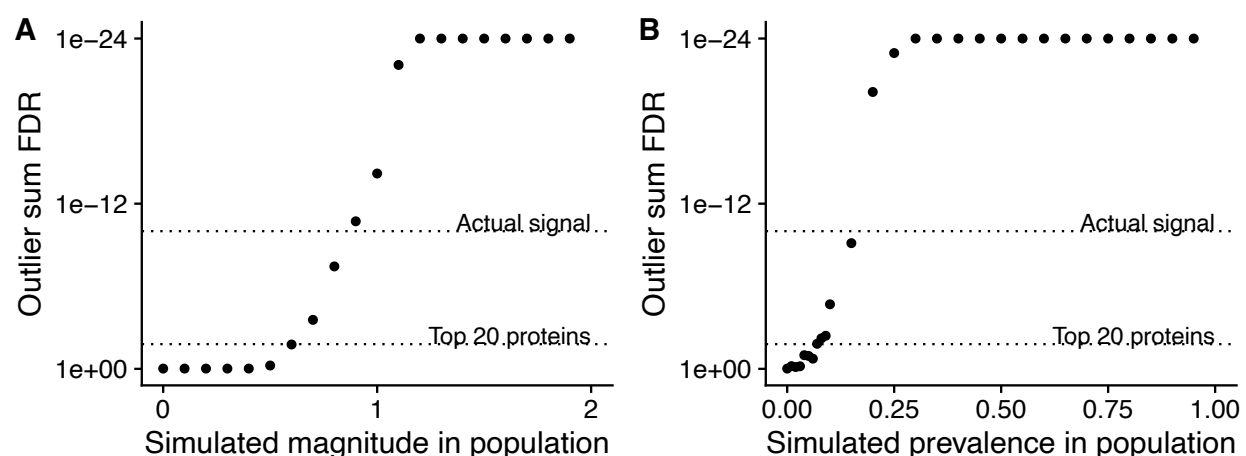 A
Outlier sum FDR
1e−24
1e−12
1e+00
Actual signal
Top 20 proteins
0
1
2
Simulated magnitude in population
B
Outlier sum FDR
1e−24
1e−12
1e+00
Actual signal
Top 20 proteins
0.00
0.25
0.50
0.75
1.00
Simulated prevalence in population